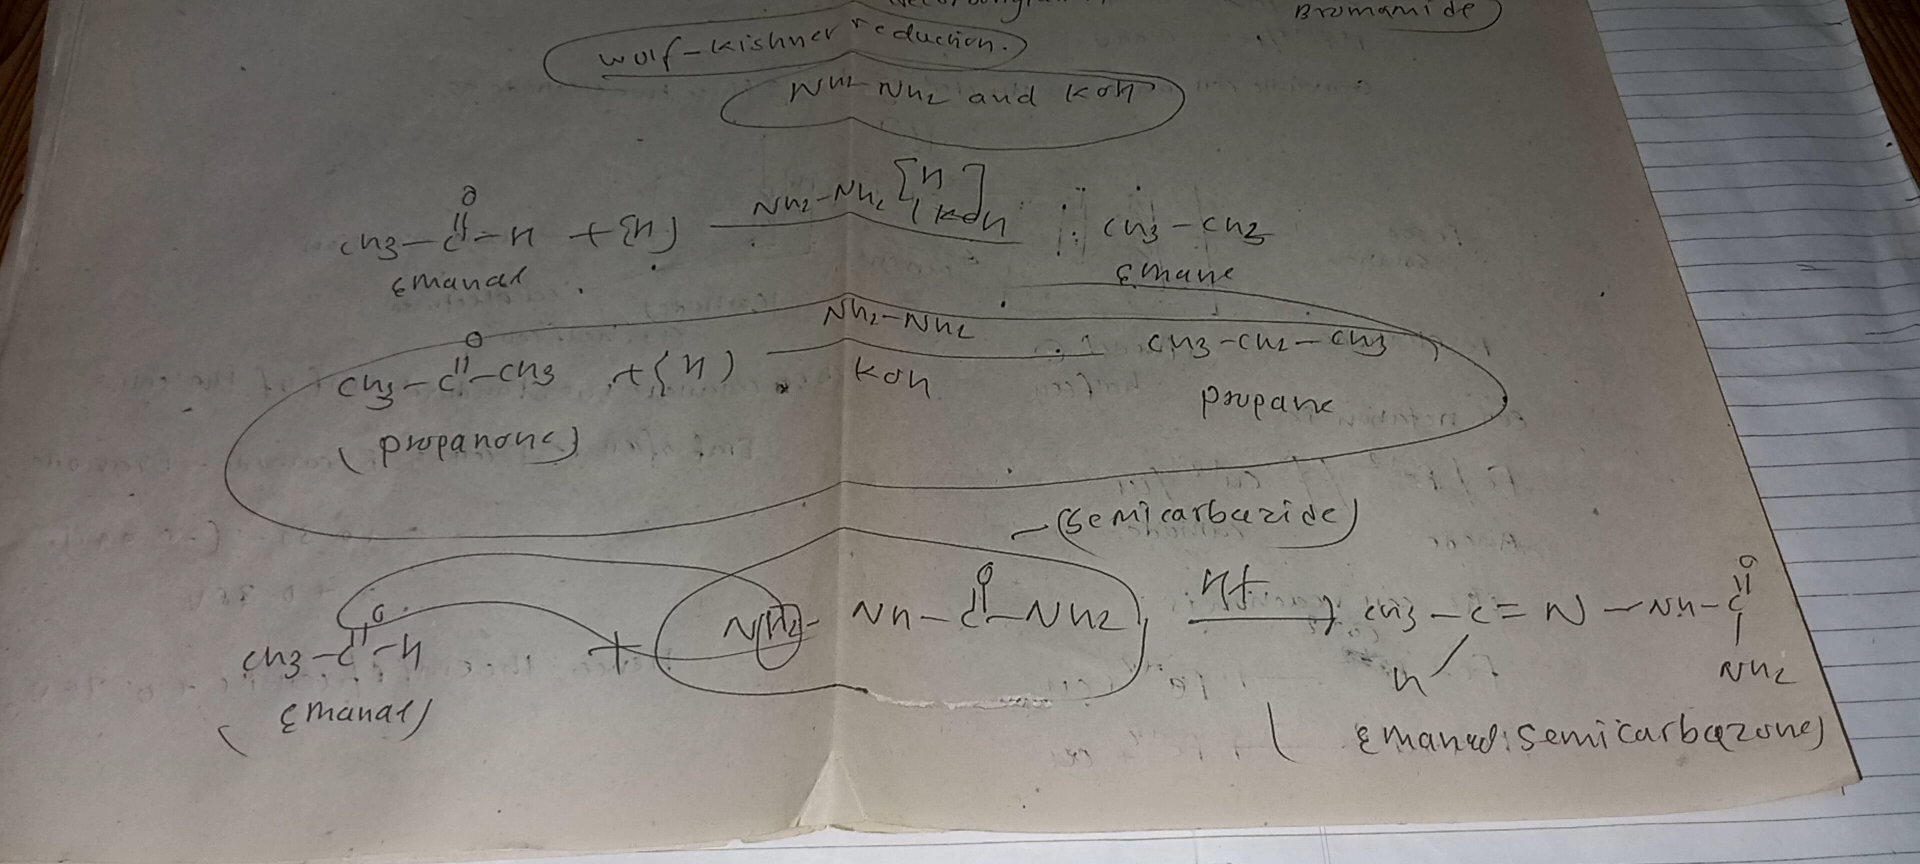 Bromamide
Wolf-Kishner reduction.
NH2-NH2 and KOH
O
CH3-C-H + {H} NH2-NH2 [H] KOH CH3-CH3
Ethanal Ethane
O NH2-NH2
CH3-C-CH3 + {H} KOH CH3-CH2-CH3
(propanone) propane
(semicarbazide)
O O H+ O
CH3-C-H + NH2- NH-C-NH2 CH3-C=N-NH-C
H NH2
(Ethanal) (Ethanal: semicarbazone)